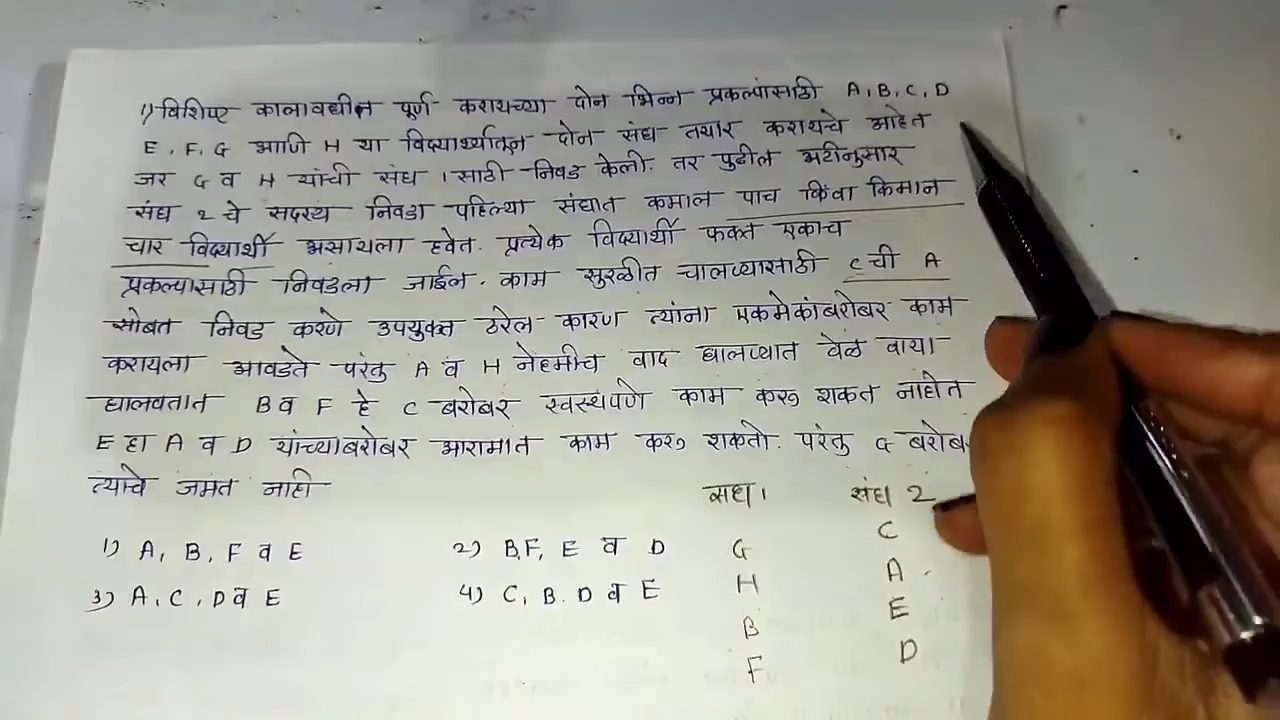 1) विशिष्ट कालावधीत पूर्ण करायच्या दोन भिन्न प्रकल्पांसाठी A, B, C, D
E, F, G आणि H या विद्यार्थ्यांतून दोन संघ तयार करायचे आहेत
जर G व H यांची संघ 1 साठी निवड केली. तर पुढील अटीनुसार
संघ २ चे सदस्य निवडा पहिल्या संघात कमाल पाच किंवा किमान
चार विद्यार्थी असायला हवेत. प्रत्येक विद्यार्थी फक्त एकाच
प्रकल्पासाठी निवडला जाईल. काम सुरळीत चालण्यासाठी C ची A
सोबत निवड करणे उपयुक्त ठरेल कारण त्यांना एकमेकांबरोबर काम
करायला आवडते परंतु A व H नेहमीच वाद घालण्यात वेळ वाया
घालवतात B व F हे C बरोबर स्वस्थपणे काम करू शकत नाहीत
E हा A व D यांच्याबरोबर आरामात काम करू शकतो. परंतु G बरोब
त्याचे जमत नाही
संघ 1 संघ 2
1) A, B, F व E 2) B,F, E व D
3) A, C, D व E 4) C, B. D व E
G C
H A
B E
F D